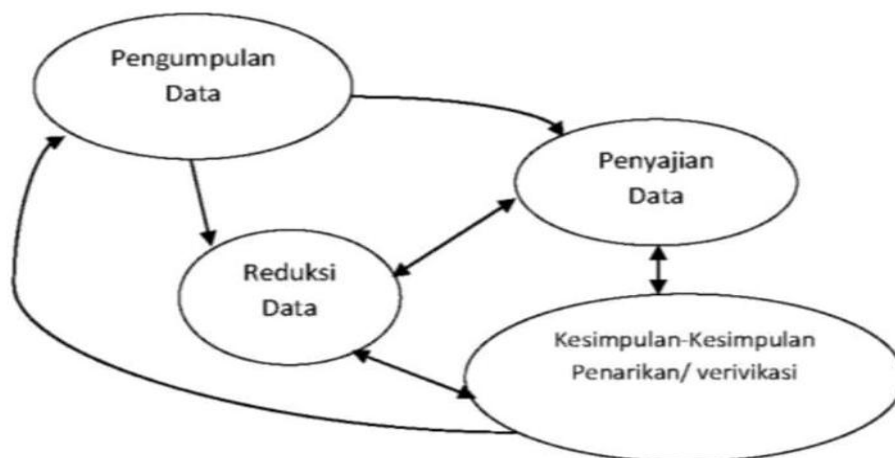 Pengumpulan
Data
Penyajian
Data
Reduksi
Data
Kesimpulan-Kesimpulan
Penarikan/ verivikasi